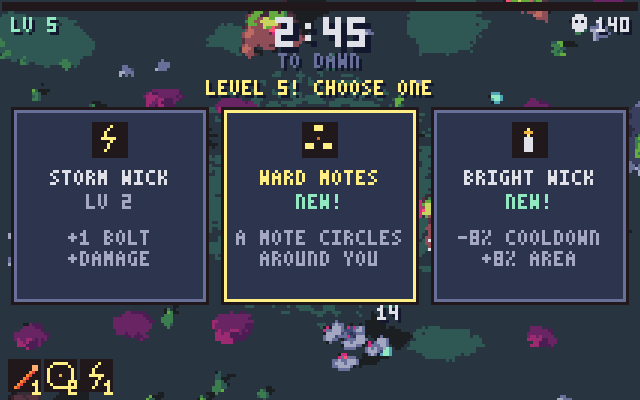 LV 5
2:45
140
TO DAWN
LEVEL 5! CHOOSE ONE
STORM WICK
LV 2
+1 BOLT
+DAMAGE
WARD MOTES
NEW!
A MOTE CIRCLES
AROUND YOU
BRIGHT WICK
NEW!
-8% COOLDOWN
+8% AREA
14
1
2
1